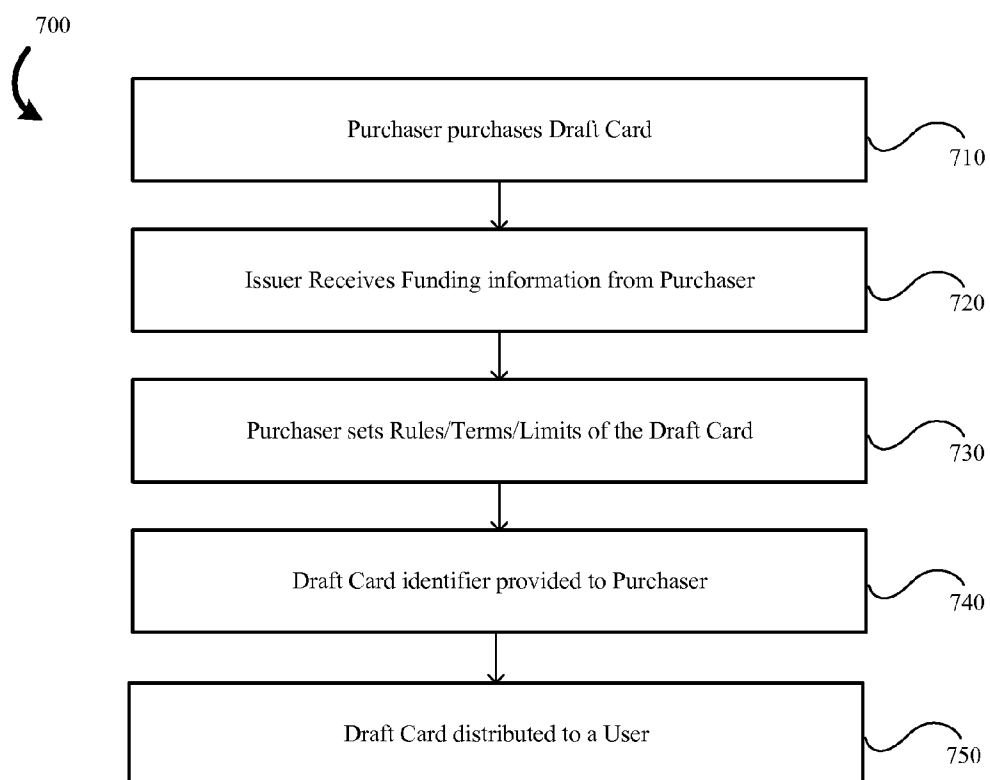 700
Purchaser purchases Draft Card
710
Issuer Receives Funding information from Purchaser
720
Purchaser sets Rules/Terms/Limits of the Draft Card
730
Draft Card identifier provided to Purchaser
740
Draft Card distributed to a User
750